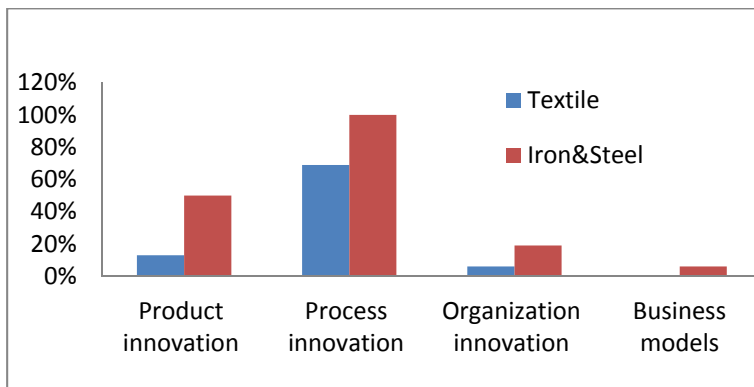 120%
100%
80%
60%
40%
20%
0%
Textile
Iron&Steel
Product
innovation
Process
innovation
Organization
innovation
Business
models